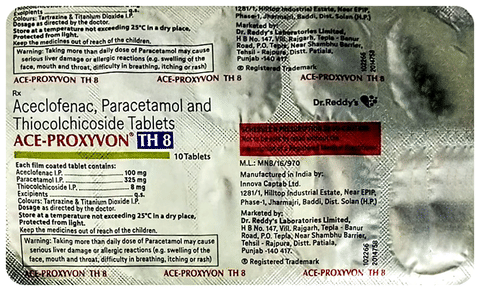 Excipients q.s.
Colours: Tartrazine & Titanium Dioxide I.P.
Dosage as directed by the doctor.
Store at a temperature not exceeding 25°C in a dry place,
Protected from light.
Keep the medicines out of reach of the children.
Warning: Taking more than daily dose of Paracetamol may cause
serious liver damage or allergic reactions (e.g. swelling of the
face, mouth and throat, difficulty in breathing, itching or rash)
ACE-PROXYVON TH 8
ACE-PROXYVON TH 8
Rx
Aceclofenac, Paracetamol and
Thiocolchicoside Tablets
ACE-PROXYVON® TH 8
10 Tablets
Each film coated tablet contains:
Aceclofenac I.P. 100 mg
Paracetamol I.P. 325 mg
Thiocolchicoside I.P. 8 mg
Excipients q.s.
Colours: Tartrazine & Titanium Dioxide I.P.
Dosage as directed by the doctor.
Store at a temperature not exceeding 25°C in a dry place,
Protected from light.
Keep the medicines out of reach of the children.
Warning: Taking more than daily dose of Paracetamol may cause
serious liver damage or allergic reactions (e.g. swelling of the
face, mouth and throat, difficulty in breathing, itching or rash)
ACE-PROXYVON TH 8
ACE-PROXYVON TH 8
1281/1, Hilltop Industrial Estate, Near EPIP,
Phase-1, Jharmajri, Baddi, Dist. Solan (H.P.)
Marketed by:
Dr. Reddy's Laboratories Limited,
H B No. 147, Vill. Rajgarh, Tepla - Banur
Road, P.O. Tepla, Near Shambhu Barrier,
Tehsil - Rajpura, Distt. Patiala,
Punjab -140 417.
® Registered Trademark
ACE-PROXYVON TH 8
Dr.Reddy's
M.L.: MNB/16/970
Manufactured in India by:
Innova Captab Ltd.
1281/1, Hilltop Industrial Estate, Near EPIP,
Phase-1, Jharmajri, Baddi, Dist. Solan (H.P.)
Marketed by:
Dr. Reddy's Laboratories Limited,
H B No. 147, Vill. Rajgarh, Tepla - Banur
Road, P.O. Tepla, Near Shambhu Barrier,
Tehsil - Rajpura, Distt. Patiala,
Punjab -140 417.
® Registered Trademark
ACE-PROXYVON TH 8